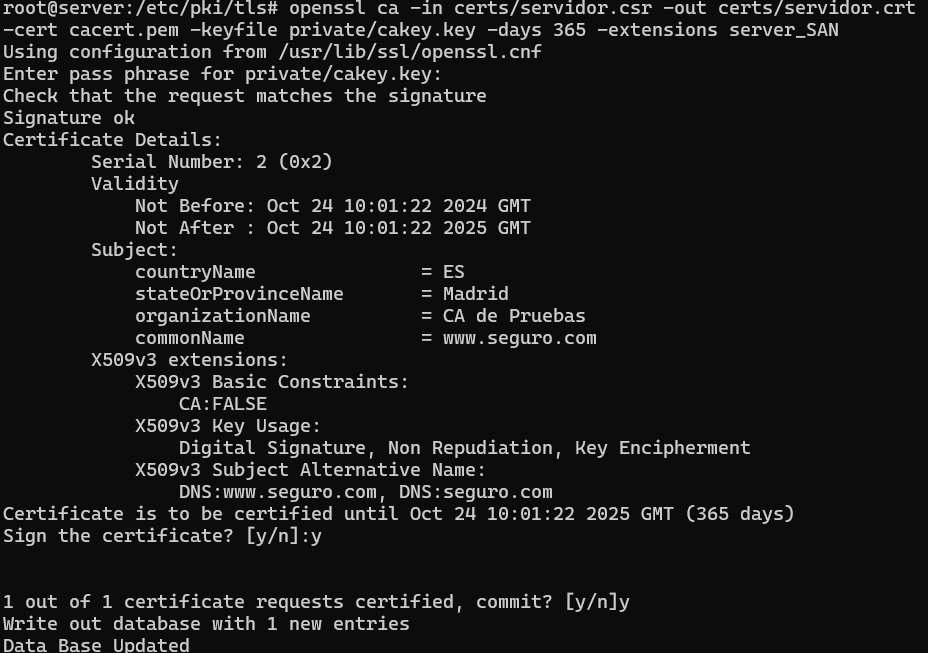 root@server:/etc/pki/tls# openssl ca -in certs/servidor.csr -out certs/servidor.crt
-cert cacert.pem -keyfile private/cakey.key -days 365 -extensions server_SAN
Using configuration from /usr/lib/ssl/openssl.cnf
Enter pass phrase for private/cakey.key:
Check that the request matches the signature
Signature ok
Certificate Details:
        Serial Number: 2 (0x2)
        Validity
            Not Before: Oct 24 10:01:22 2024 GMT
            Not After : Oct 24 10:01:22 2025 GMT
        Subject:
            countryName               = ES
            stateOrProvinceName       = Madrid
            organizationName          = CA de Pruebas
            commonName                = www.seguro.com
        X509v3 extensions:
            X509v3 Basic Constraints:
                CA:FALSE
            X509v3 Key Usage:
                Digital Signature, Non Repudiation, Key Encipherment
            X509v3 Subject Alternative Name:
                DNS:www.seguro.com, DNS:seguro.com
Certificate is to be certified until Oct 24 10:01:22 2025 GMT (365 days)
Sign the certificate? [y/n]:y
1 out of 1 certificate requests certified, commit? [y/n]y
Write out database with 1 new entries
Data Base Updated